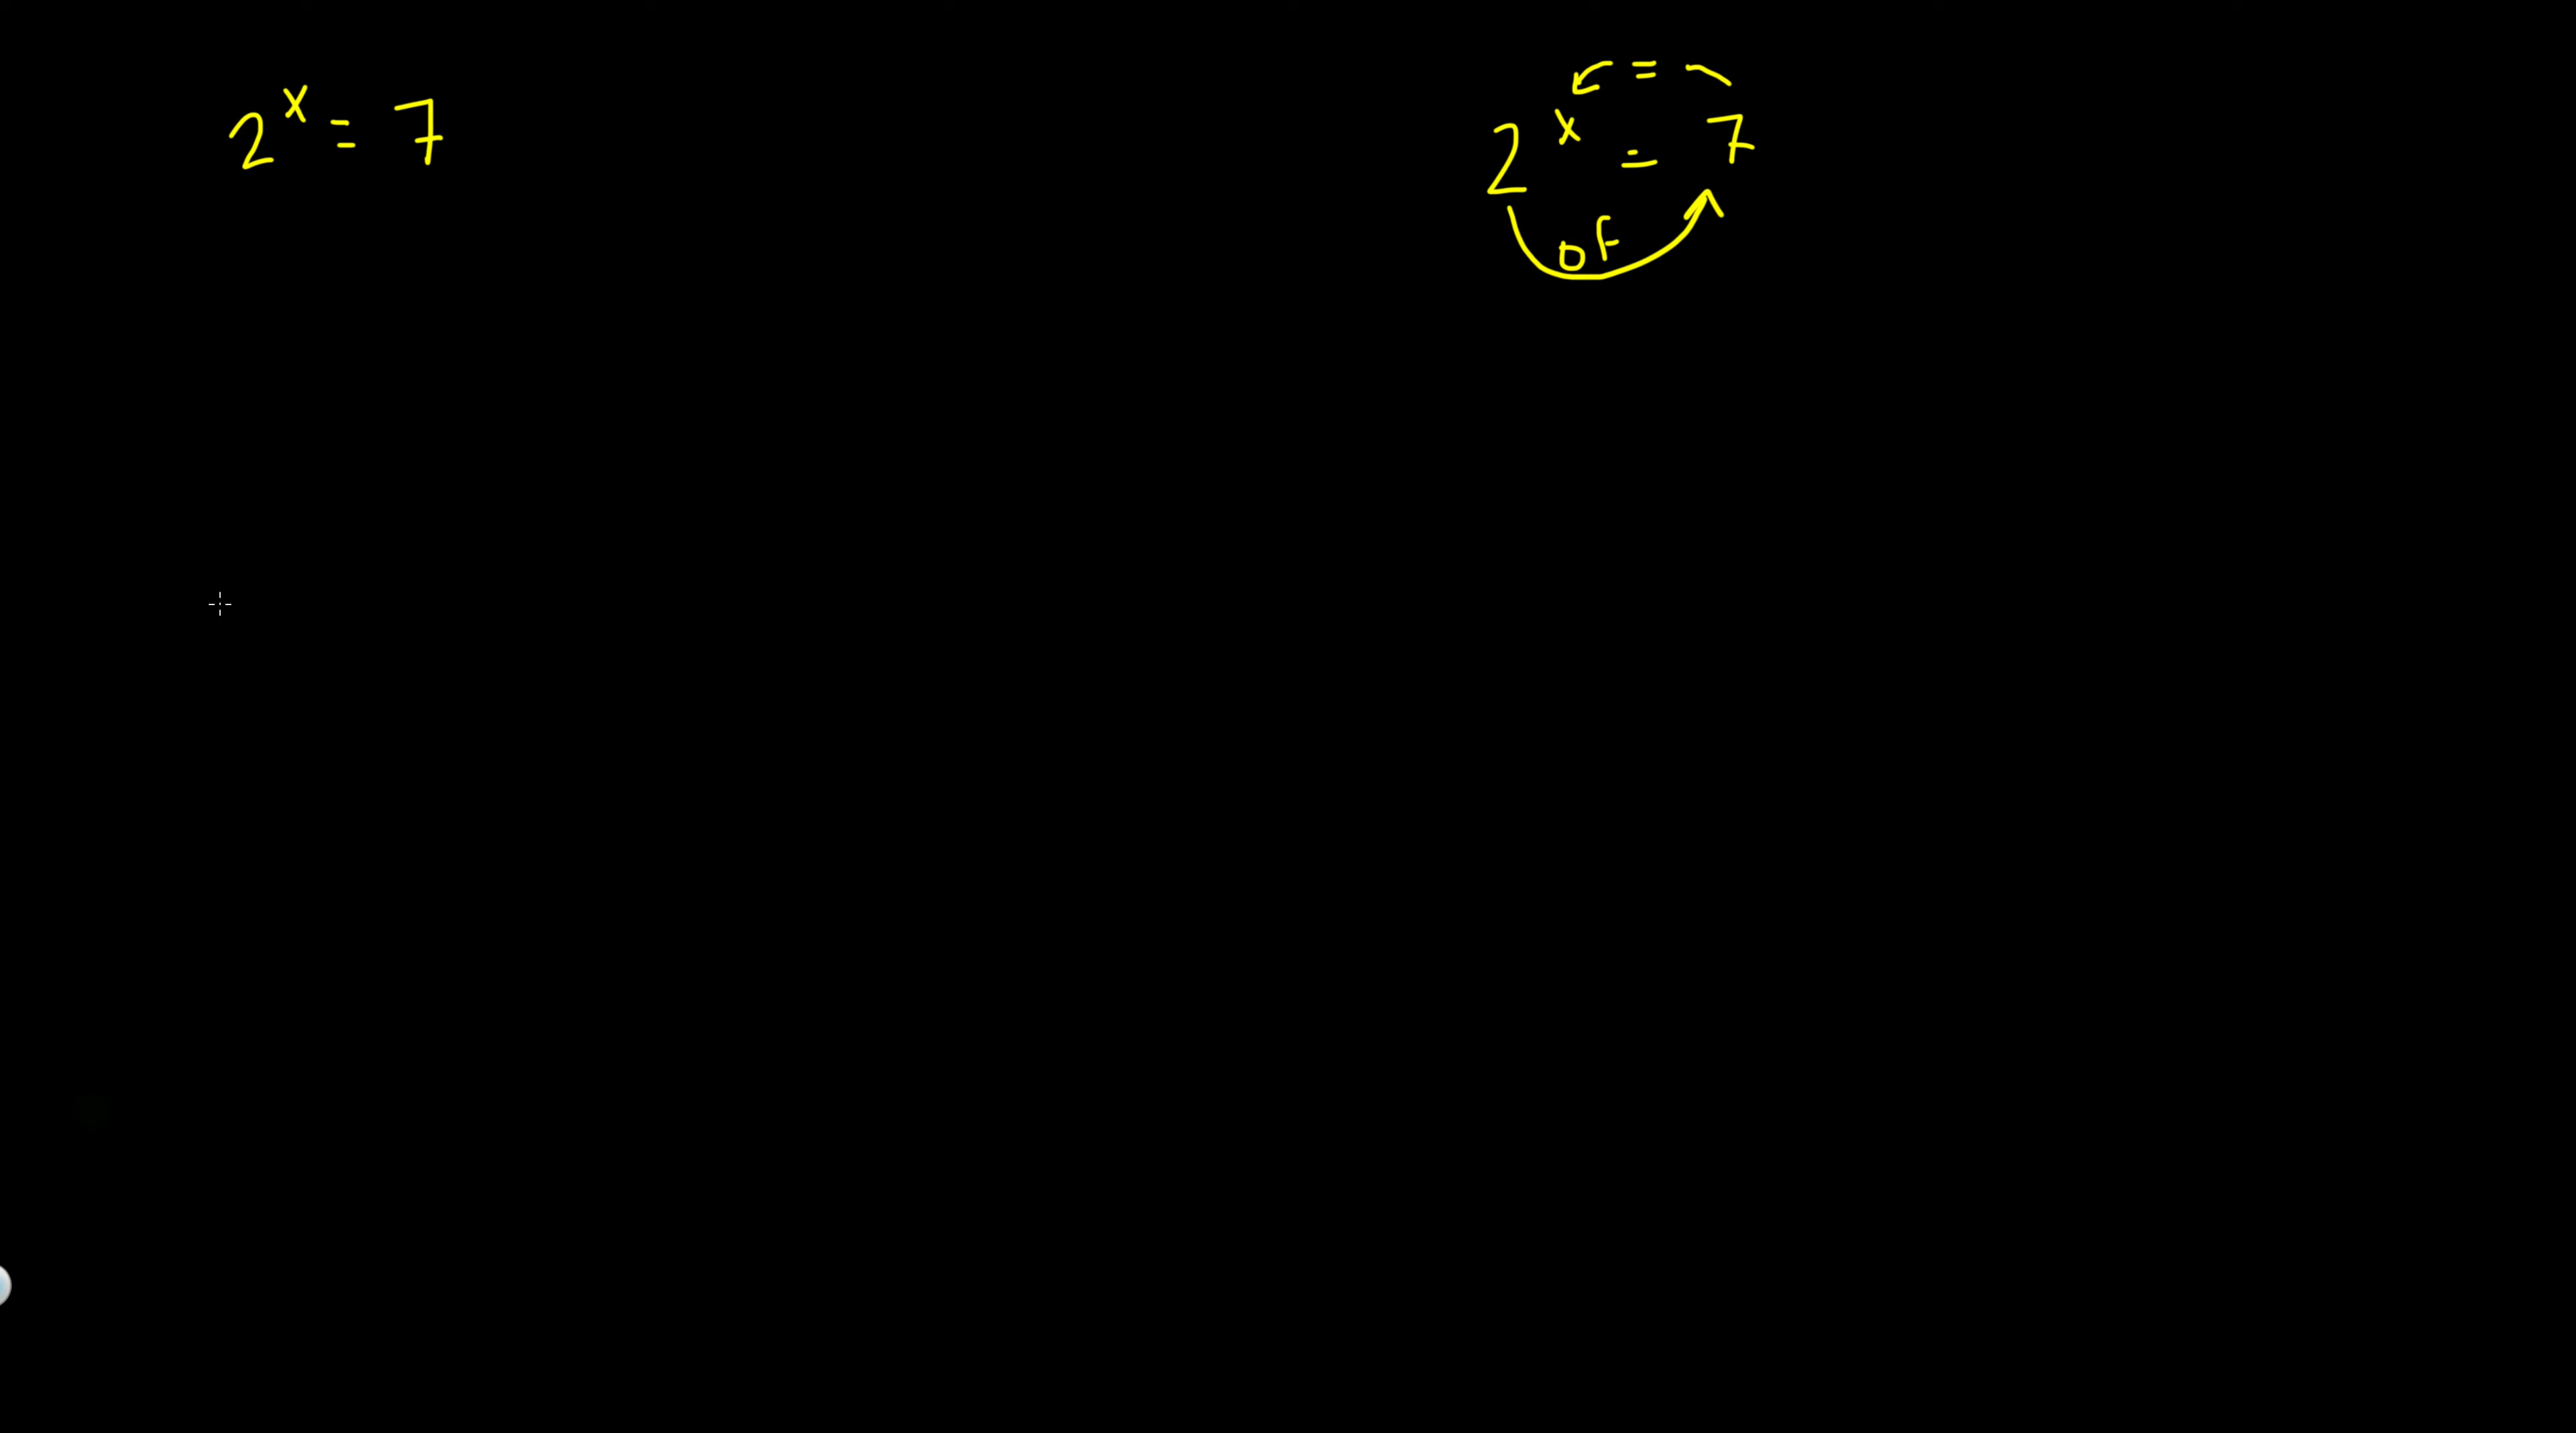 2^x = 7
=
2^x = 7
of